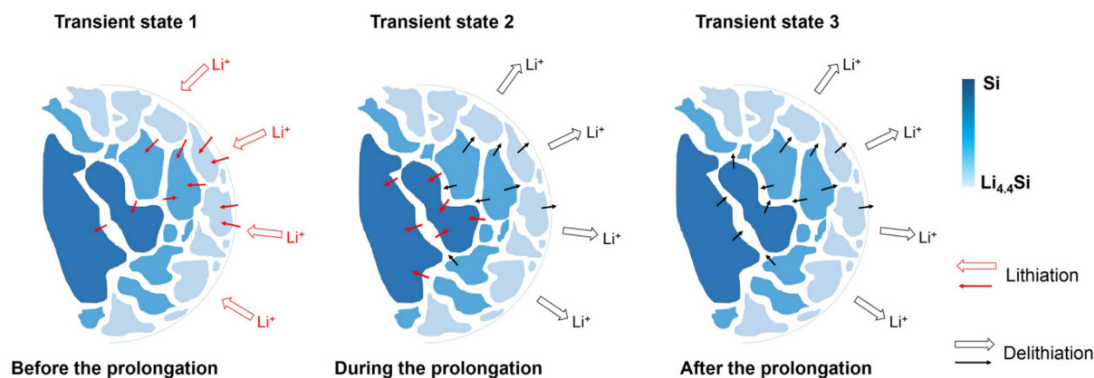 Transient state 1
Transient state 2
Transient state 3
Li⁺
Li⁺
Li⁺
Li⁺
Li⁺
Li⁺
Li⁺
Li⁺
Li⁺
Li⁺
Li⁺
Li⁺
Si
Li₄.₄Si
Lithiation
Delithiation
Before the prolongation
During the prolongation
After the prolongation